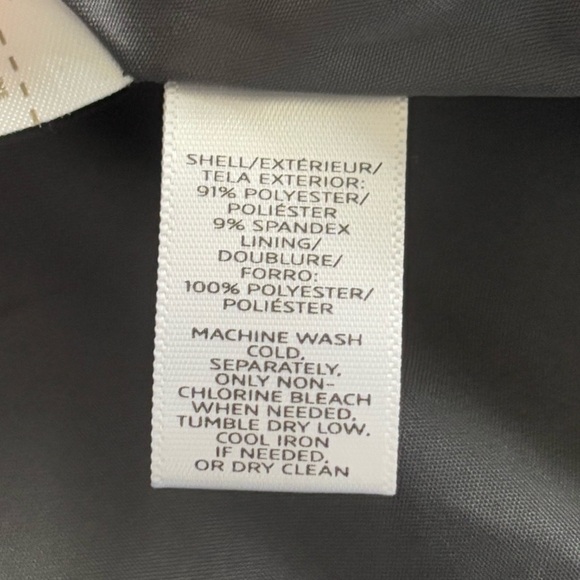 SHELL/EXTÉRIEUR/
TELA EXTERIOR:
91% POLYESTER/
POLIÉSTER
9% SPANDEX
LINING/
DOUBLURE/
FORRO:
100% POLYESTER/
POLIÉSTER
MACHINE WASH
COLD,
SEPARATELY,
ONLY NON-
CHLORINE BLEACH
WHEN NEEDED,
TUMBLE DRY LOW,
COOL IRON
IF NEEDED,
OR DRY CLEAN